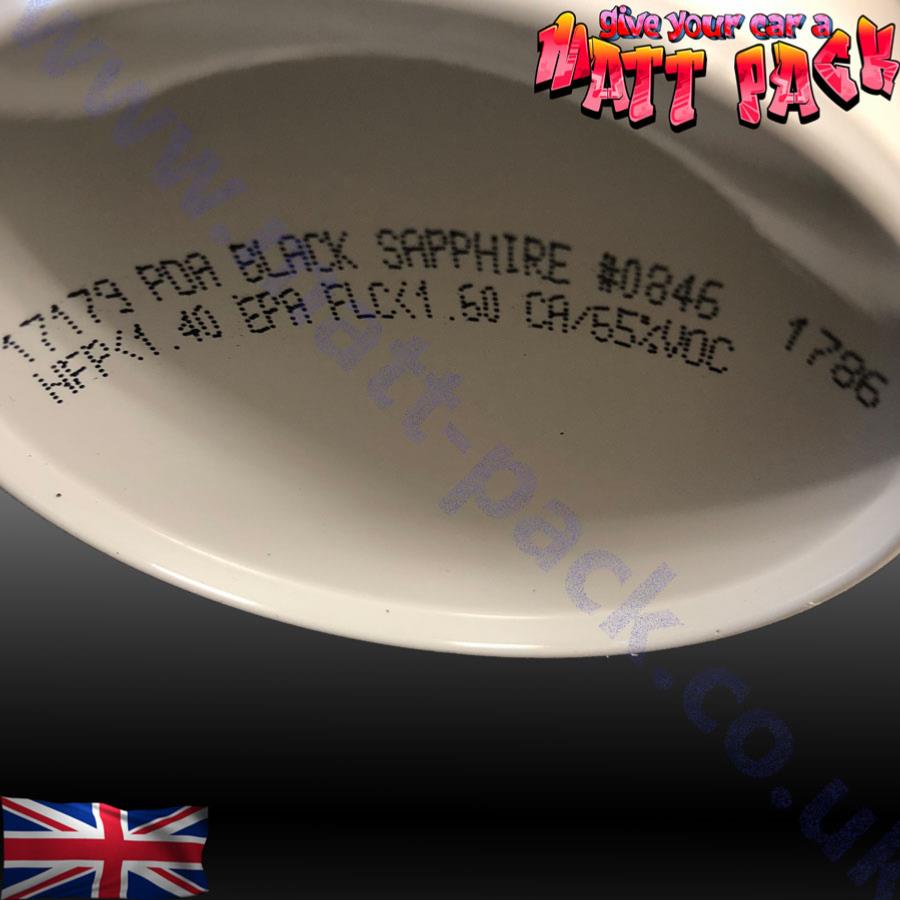 give your car a
MATT PACK
17179 PDA BLACK SAPPHIRE #0846 1786
NFP<1.40 EPA FLC<1.60 CA/65%VOC
www.matt-pack.co.uk